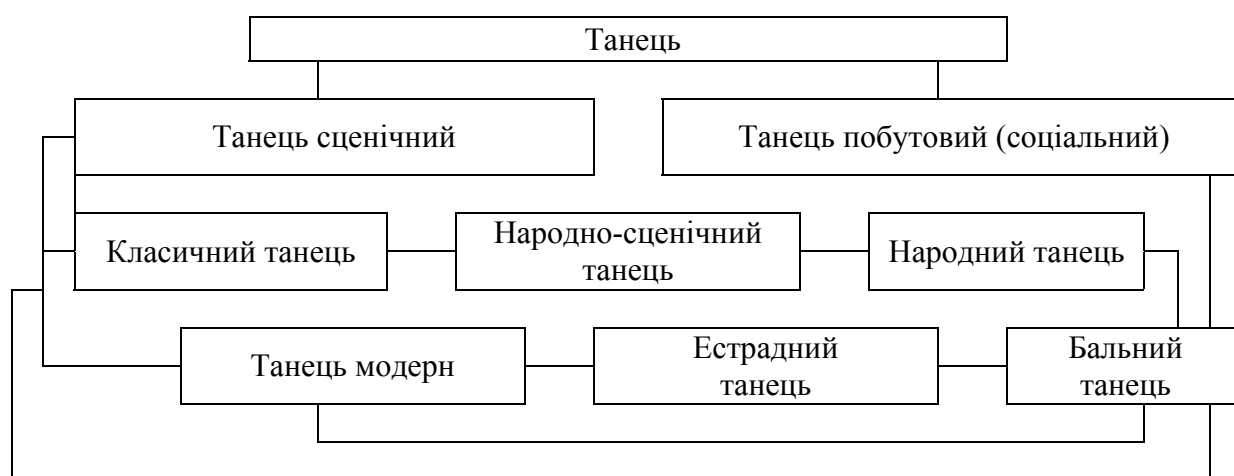 Танець
Танець сценічний
Танець побутовий (соціальний)
Класичний танець
Народно-сценічний
танець
Народний танець
Танець модерн
Естрадний
танець
Бальний
танець